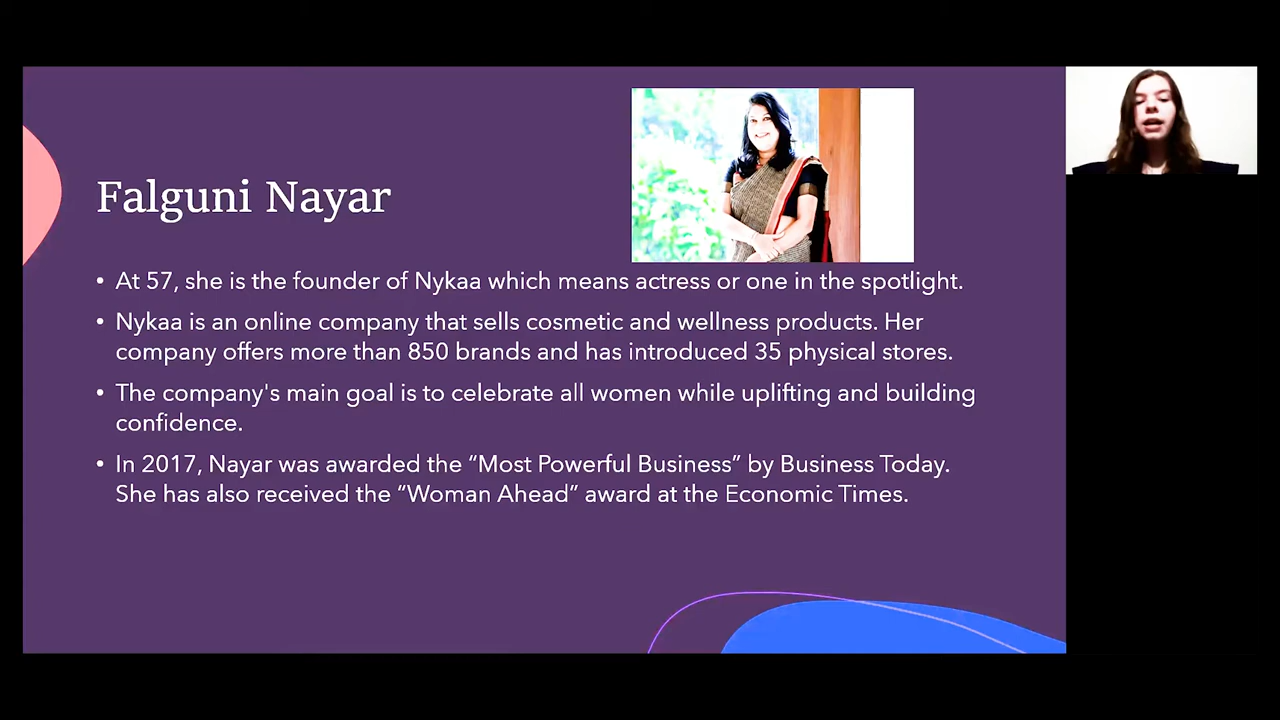 Falguni Nayar
• At 57, she is the founder of Nykaa which means actress or one in the spotlight.
• Nykaa is an online company that sells cosmetic and wellness products. Her
company offers more than 850 brands and has introduced 35 physical stores.
• The company's main goal is to celebrate all women while uplifting and building
confidence.
• In 2017, Nayar was awarded the “Most Powerful Business” by Business Today.
She has also received the “Woman Ahead” award at the Economic Times.